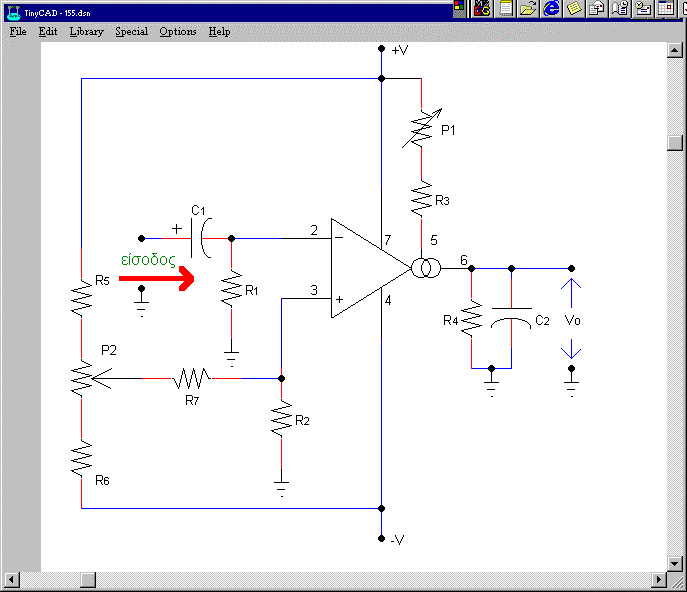 TinyCAD - 155.dsn
File Edit Library Special Options Help
+V
P1
R3
C1
+
2
7
5
−
είσοδος
6
R5
R1
3
+
4
R4
C2
Vo
P2
R7
R2
R6
-V